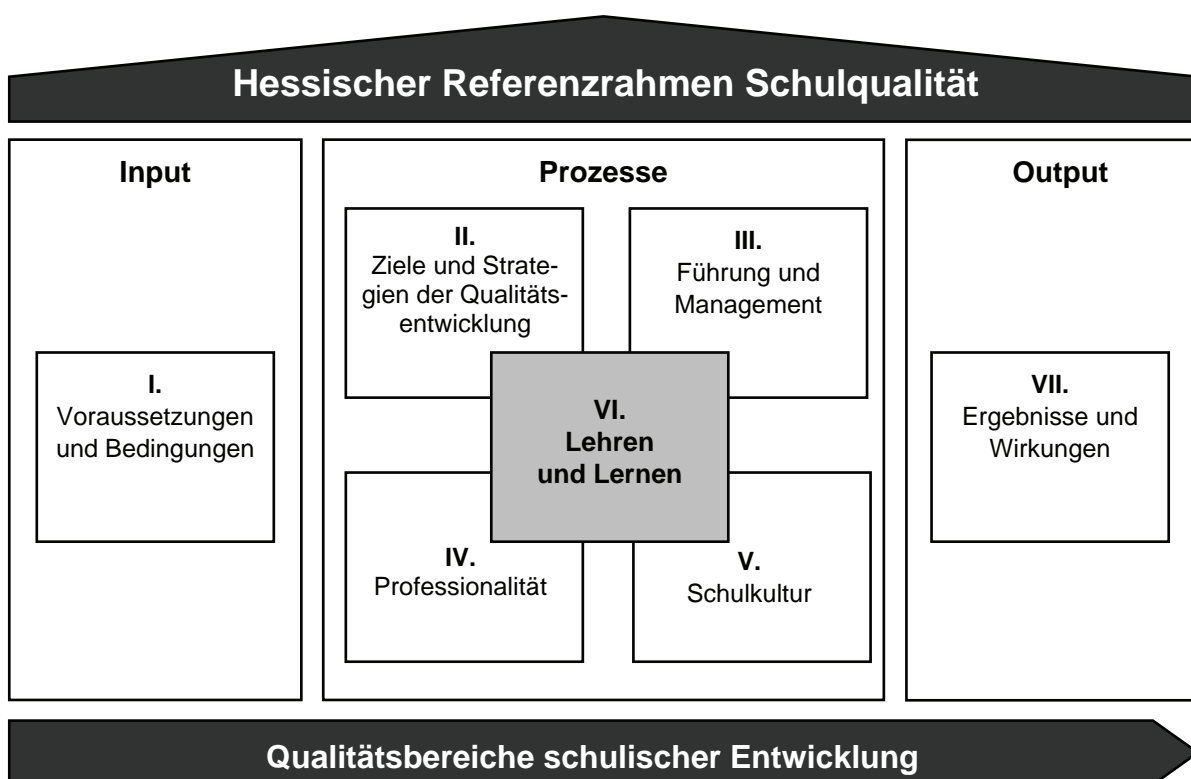 Hessischer Referenzrahmen Schulqualität
Input
I.
Voraussetzungen
und Bedingungen
Prozesse
II.
Ziele und Strate-
gien der Qualitäts-
entwicklung
III.
Führung und
Management
VI.
Lehren
und Lernen
IV.
Professionalität
V.
Schulkultur
Output
VII.
Ergebnisse und
Wirkungen
Qualitätsbereiche schulischer Entwicklung